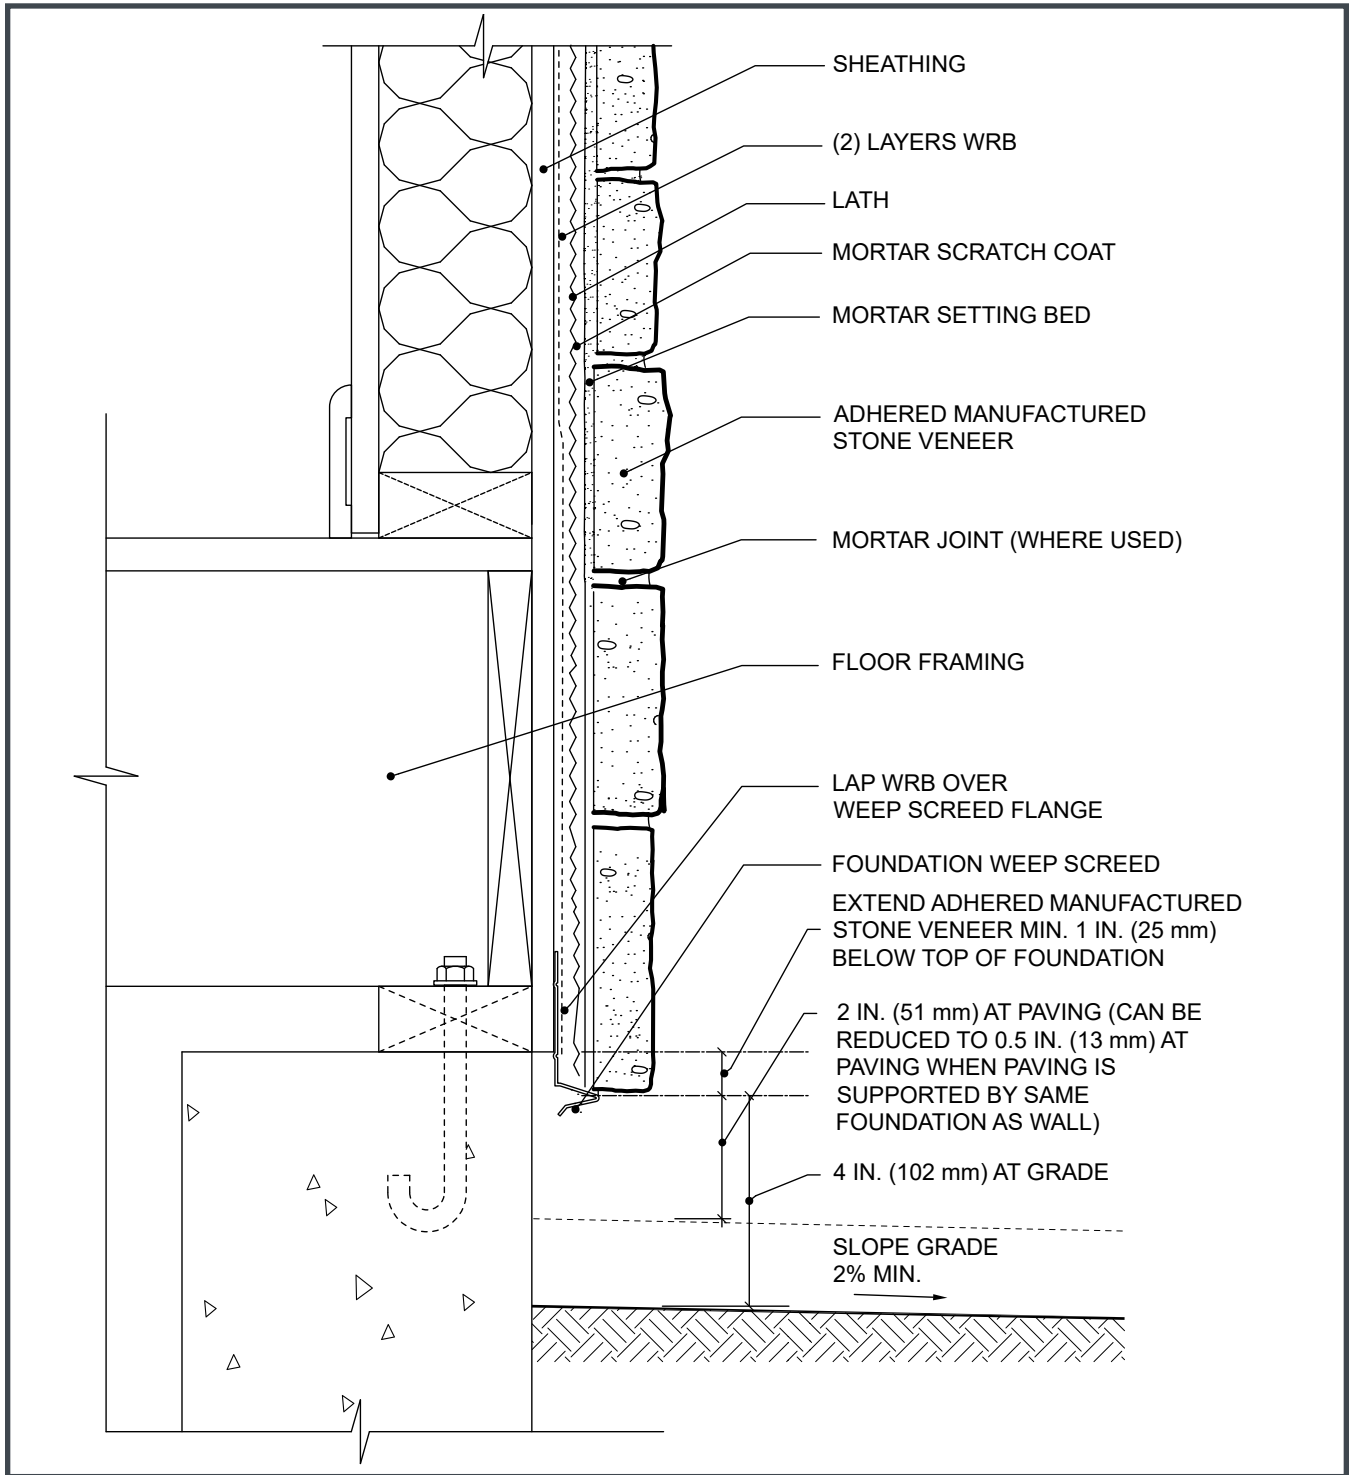 SHEATHING
(2) LAYERS WRB
LATH
MORTAR SCRATCH COAT
MORTAR SETTING BED
ADHERED MANUFACTURED
STONE VENEER
MORTAR JOINT (WHERE USED)
FLOOR FRAMING
LAP WRB OVER
WEEP SCREED FLANGE
FOUNDATION WEEP SCREED
EXTEND ADHERED MANUFACTURED
STONE VENEER MIN. 1 IN. (25 mm)
BELOW TOP OF FOUNDATION
2 IN. (51 mm) AT PAVING (CAN BE
REDUCED TO 0.5 IN. (13 mm) AT
PAVING WHEN PAVING IS
SUPPORTED BY SAME
FOUNDATION AS WALL)
4 IN. (102 mm) AT GRADE
SLOPE GRADE
2% MIN.